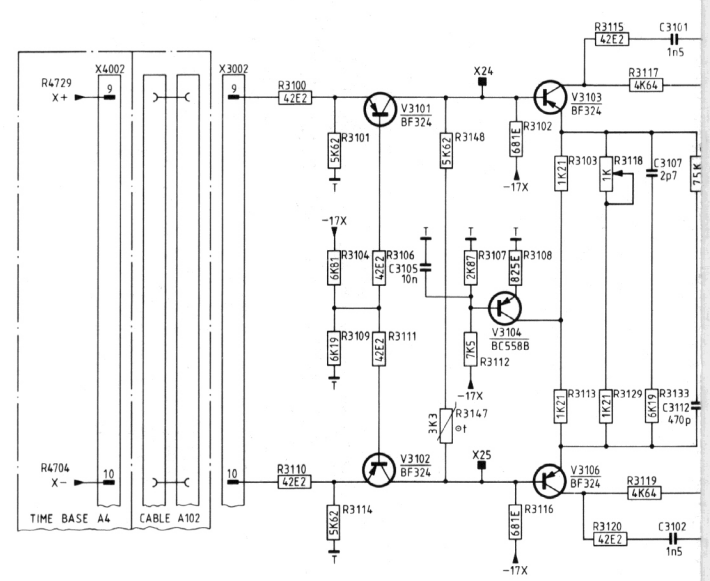 R3115
42E2
C3101
1n5
X4002
X3002
R4729
X+
9
9
R3100
42E2
V3101
BF324
X24
V3103
BF324
R3117
4K64
R3101
5K62
T
R3148
5K62
R3102
681E
-17X
R3103
1K21
R3118
1K
C3107
2p7
75K
-17X
R3104
6K81
R3106
42E2
T
C3105
10n
T
R3107
2K87
T
R3108
825E
R3109
6K19
T
R3111
42E2
V3104
BC558B
7K5
R3112
-17X
3K3
R3147
t
R3113
1K21
R3129
1K21
R3133
6K19
C3112
470p
R4704
X-
10
10
R3110
42E2
V3102
BF324
X25
V3106
BF324
R3119
4K64
R3114
5K62
T
R3116
681E
-17X
R3120
42E2
C3102
1n5
TIME BASE A4
CABLE A102